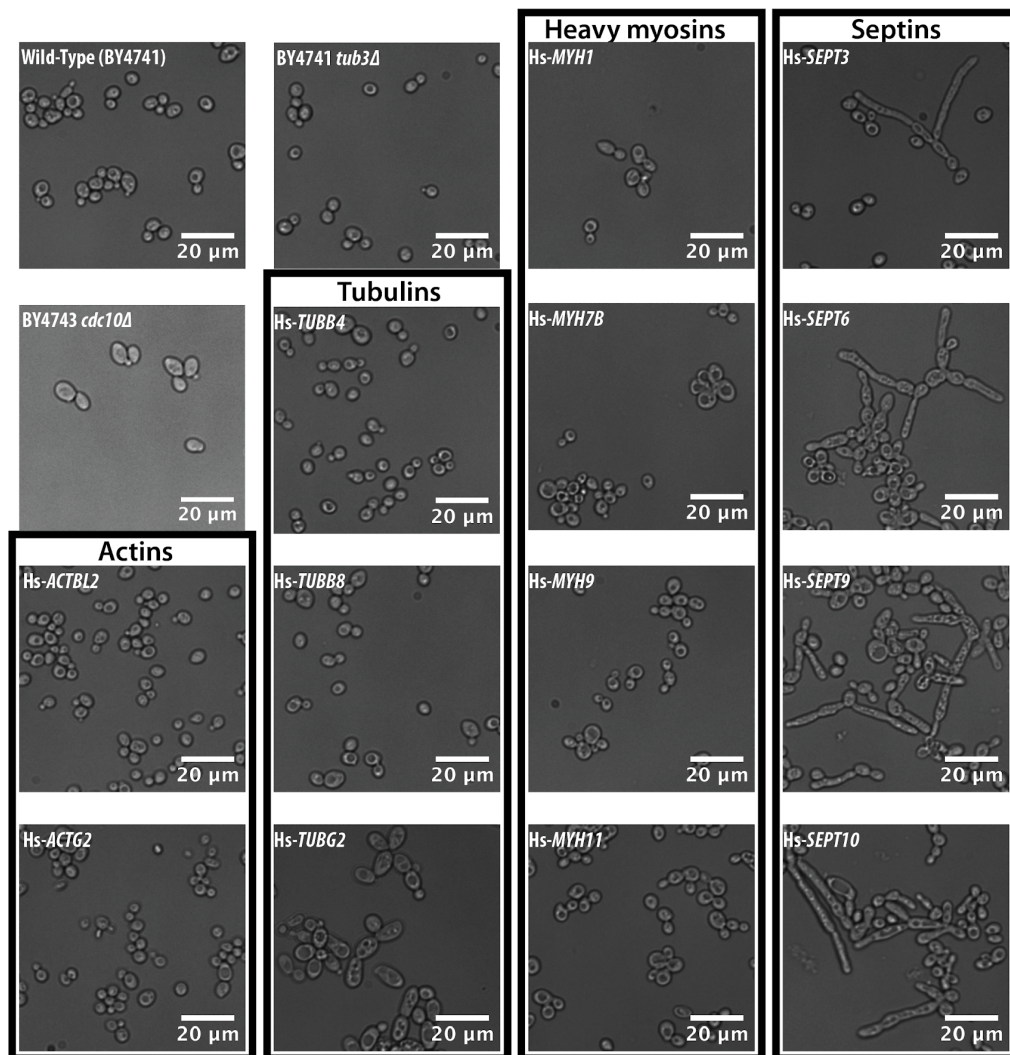 Heavy myosins
Septins
Wild-Type (BY4741)
BY4741 tub3Δ
Hs-MYH1
Hs-SEPT3
20 µm
20 µm
20 µm
20 µm
Tubulins
BY4743 cdc10Δ
Hs-TUBB4
Hs-MYH7B
Hs-SEPT6
20 µm
20 µm
20 µm
20 µm
Actins
Hs-ACTBL2
Hs-TUBB8
Hs-MYH9
Hs-SEPT9
20 µm
20 µm
20 µm
20 µm
Hs-ACTG2
Hs-TUBG2
Hs-MYH11
Hs-SEPT10
20 µm
20 µm
20 µm
20 µm